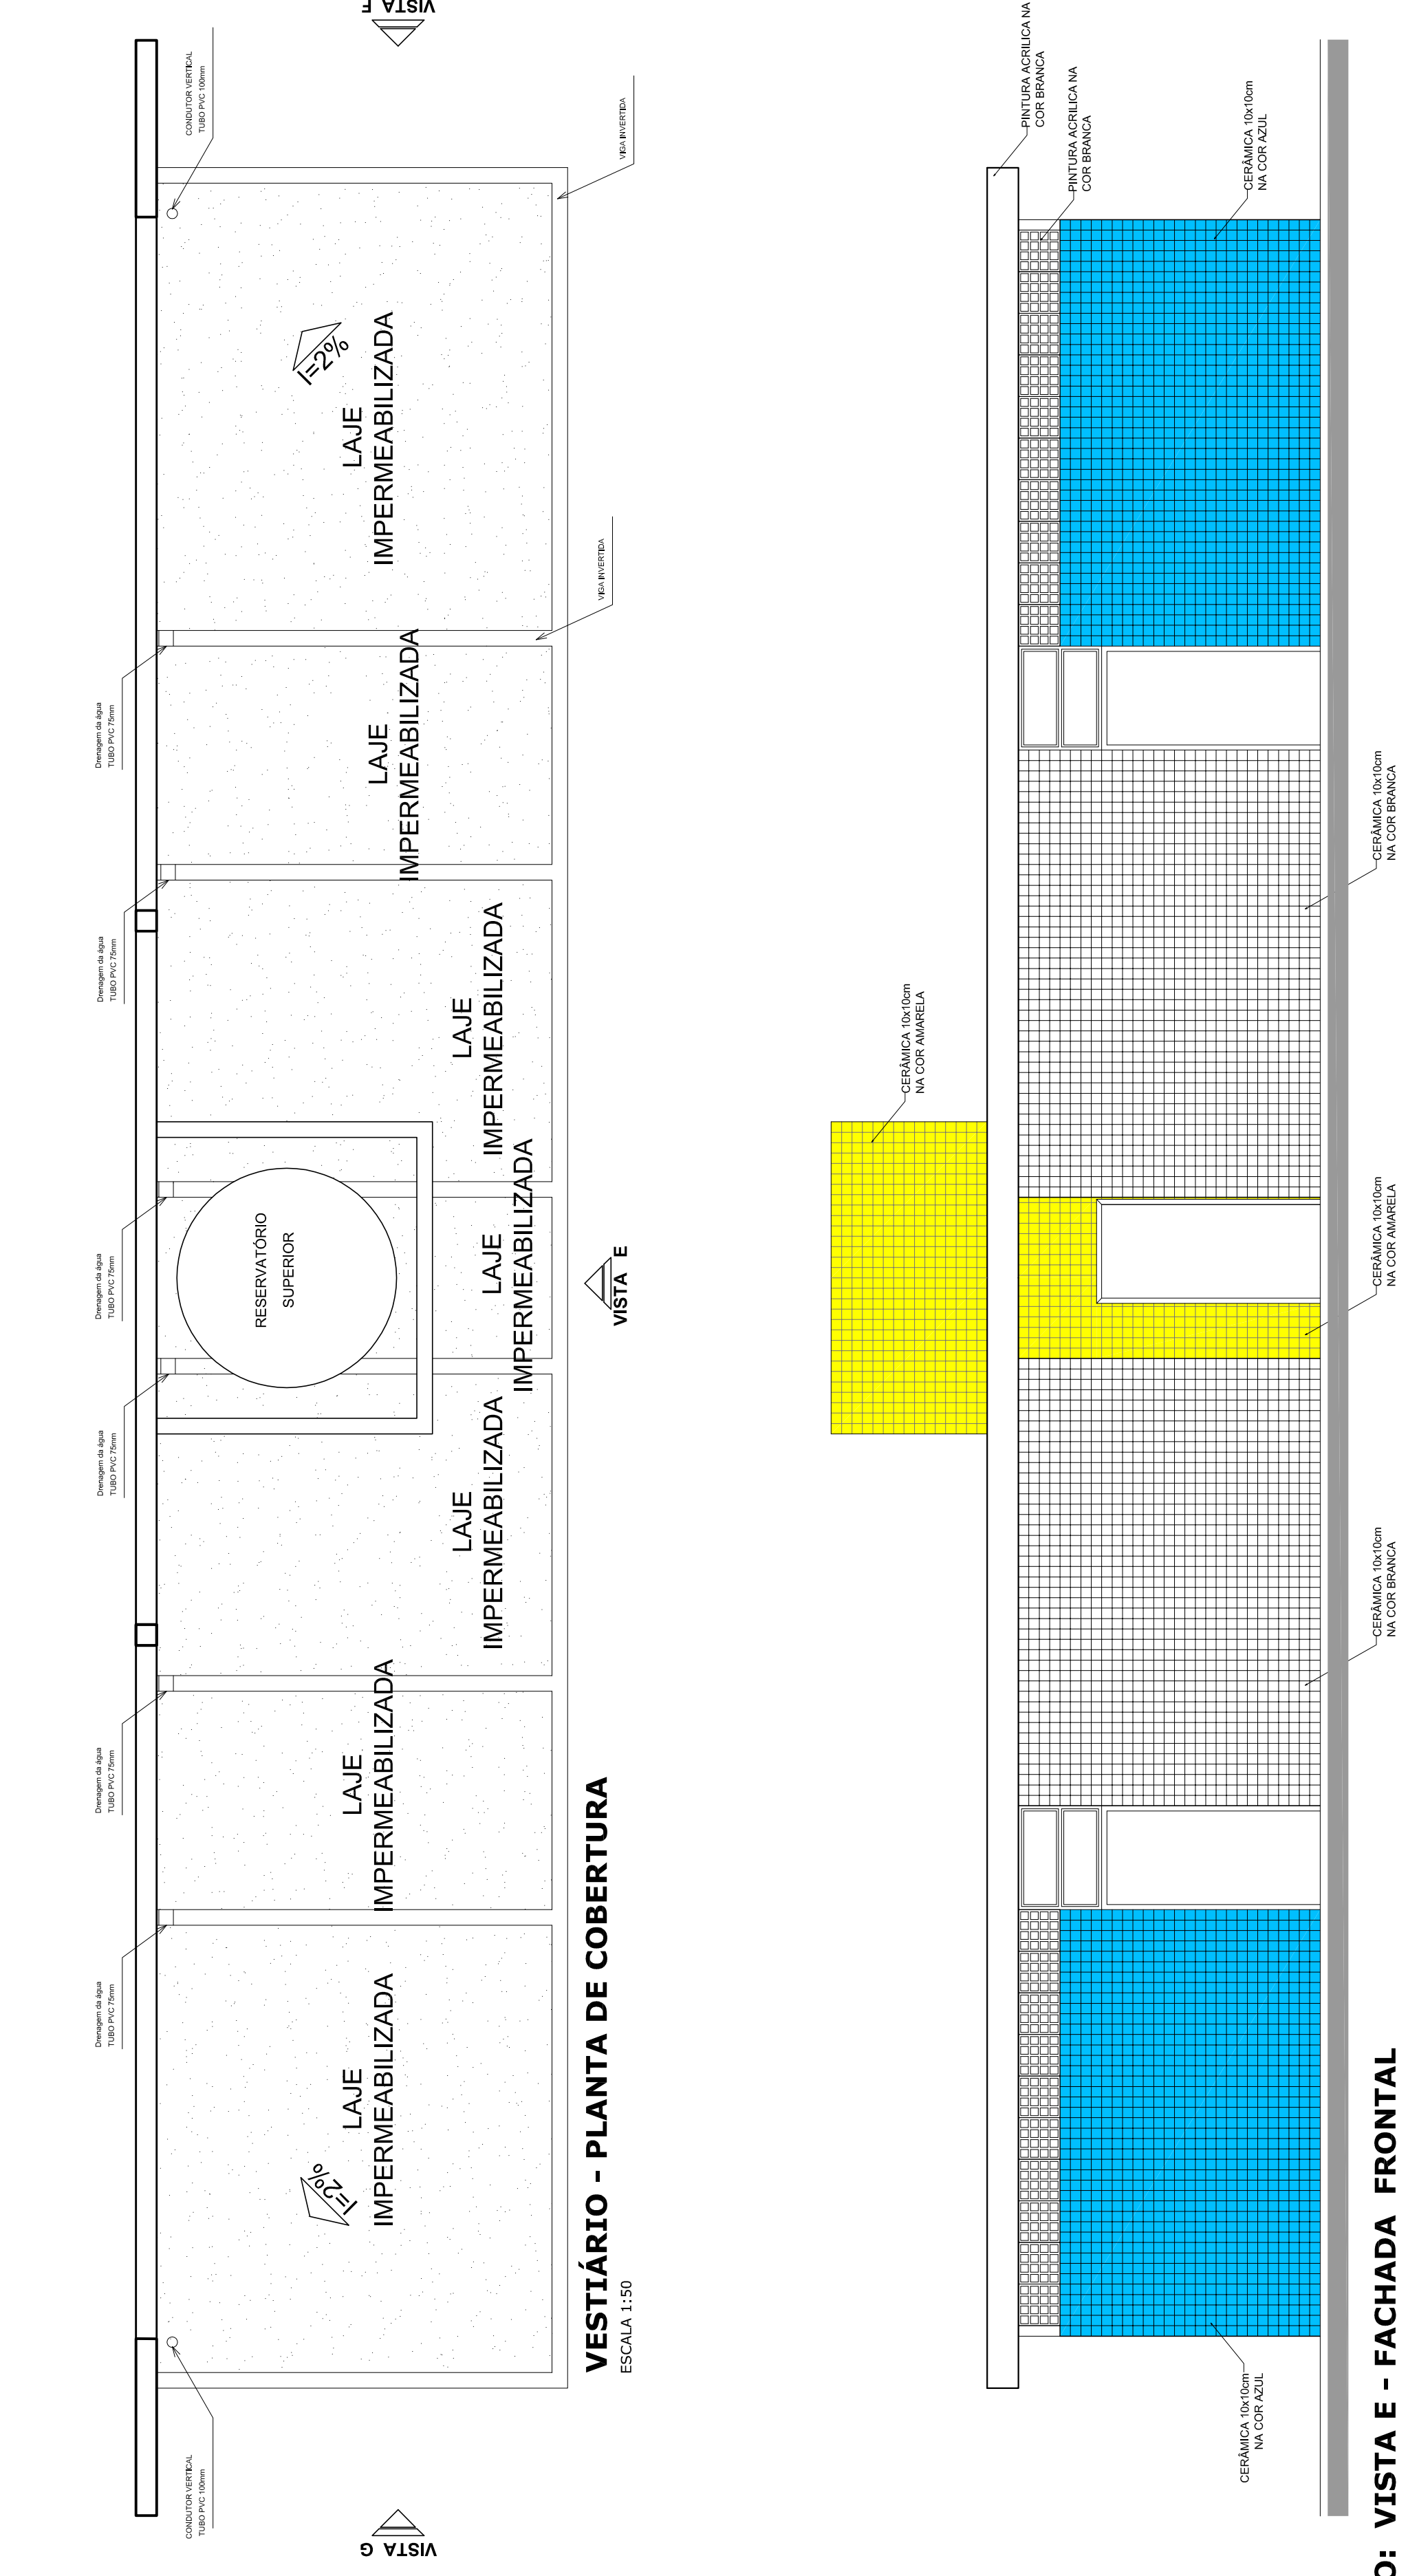 CONDUTOR VERTICAL
TUBO PVC 100mm
Drenagem da água
TUBO PVC 75mm
Drenagem da água
TUBO PVC 75mm
Drenagem da água
TUBO PVC 75mm
Drenagem da água
TUBO PVC 75mm
Drenagem da água
TUBO PVC 75mm
Drenagem da água
TUBO PVC 75mm
CONDUTOR VERTICAL
TUBO PVC 100mm
VISTA G
I=2%
LAJE
IMPERMEABILIZADA
LAJE
IMPERMEABILIZADA
LAJE
IMPERMEABILIZADA
RESERVATÓRIO
SUPERIOR
LAJE
IMPERMEABILIZADA
LAJE
IMPERMEABILIZADA
LAJE
IMPERMEABILIZADA
I=2%
LAJE
IMPERMEABILIZADA
VISTA F
VIGA INVERTIDA
VIGA INVERTIDA
VISTA E
VESTIÁRIO - PLANTA DE COBERTURA
ESCALA 1:50
CERÂMICA 10x10cm
NA COR AMARELA
PINTURA ACRILICA NA
COR BRANCA
PINTURA ACRILICA NA
COR BRANCA
CERÂMICA 10x10cm
NA COR AZUL
CERÂMICA 10x10cm
NA COR AZUL
CERÂMICA 10x10cm
NA COR BRANCA
CERÂMICA 10x10cm
NA COR AMARELA
CERÂMICA 10x10cm
NA COR BRANCA
O: VISTA E - FACHADA FRONTAL